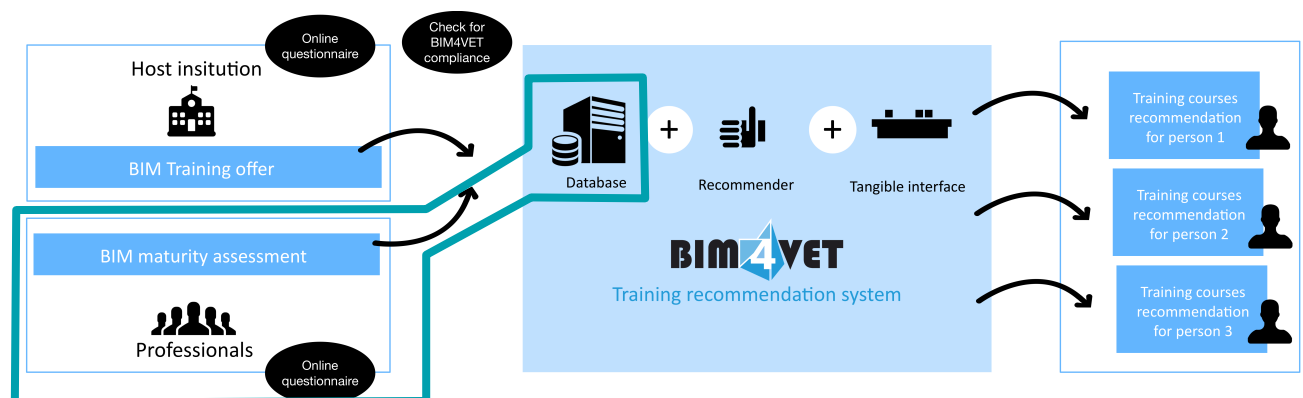 Online
questionnaire
Check for
BIM4VET
compliance
Host insitution
BIM Training offer
BIM maturity assessment
Professionals
Online
questionnaire
Database
+
Recommender
+
Tangible interface
BIM4VET
Training recommendation system
Training courses
recommendation
for person 1
Training courses
recommendation
for person 2
Training courses
recommendation
for person 3